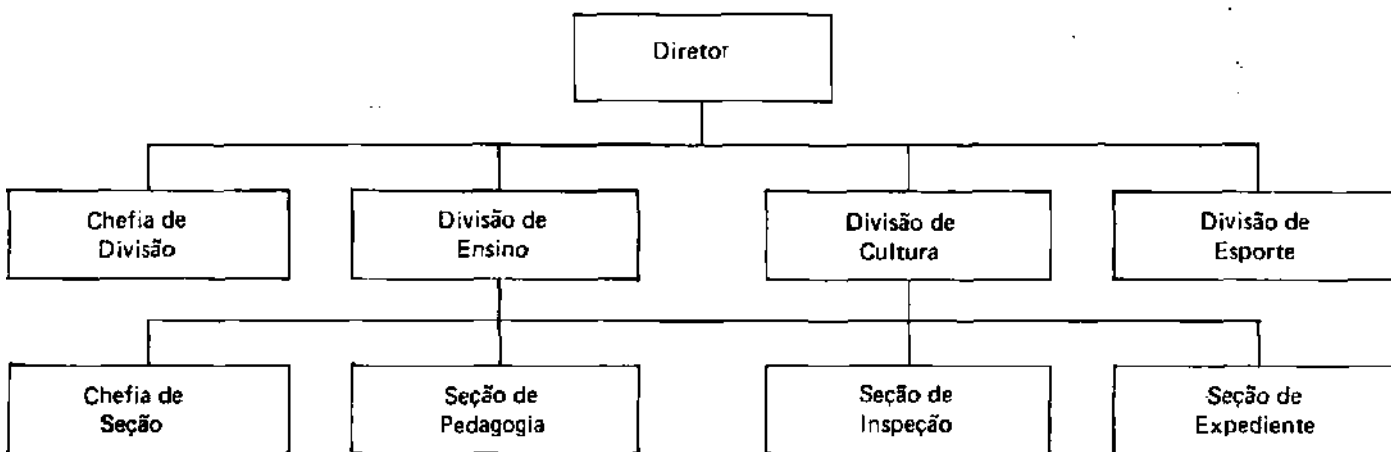 Diretor
Chefia de
Divisão
Divisão de
Ensino
Divisão de
Cultura
Divisão de
Esporte
Chefia de
Seção
Seção de
Pedagogia
Seção de
Inspeção
Seção de
Expediente